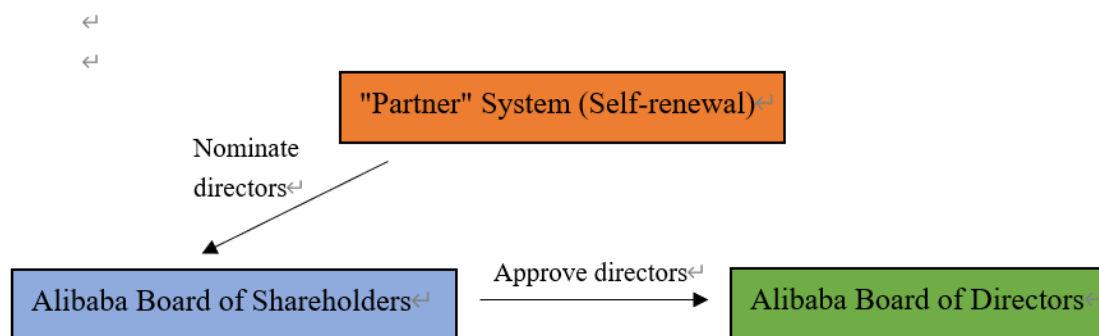 "Partner" System (Self-renewal)
Nominate
directors
Approve directors
Alibaba Board of Shareholders
Alibaba Board of Directors